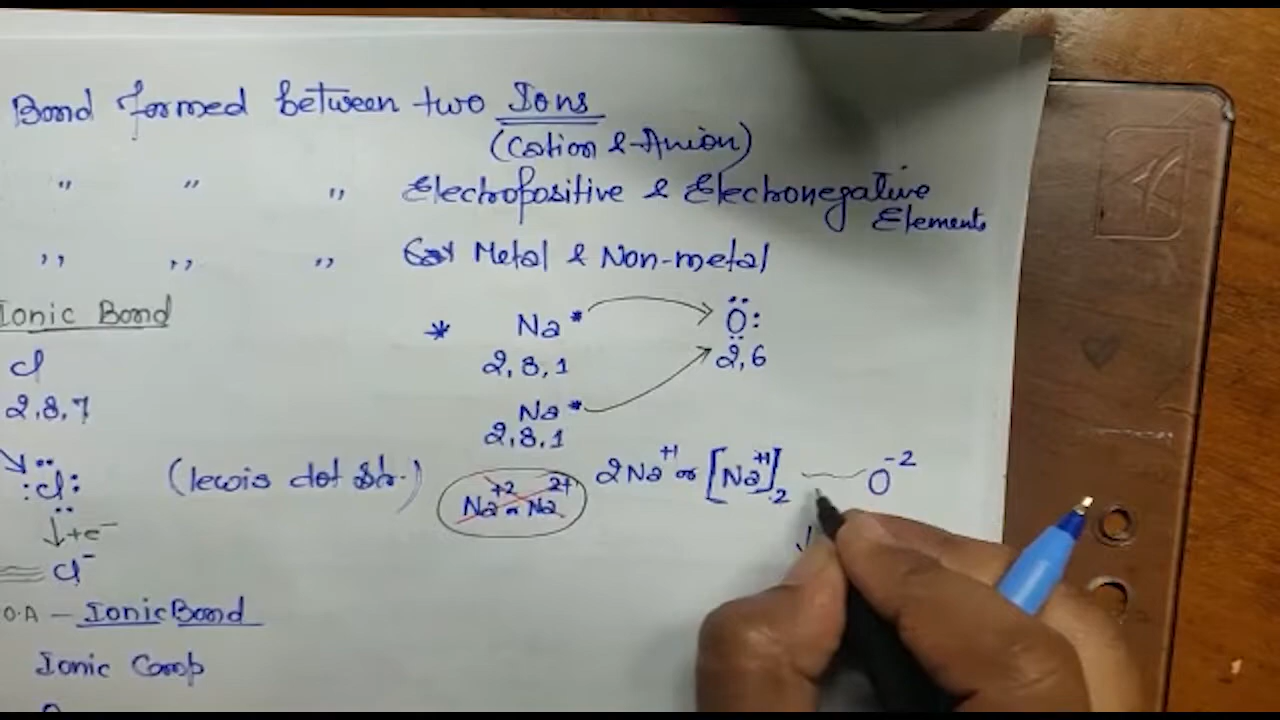 Bond formed between two Ions
(Cation & Anion)
" " " Electropositive & Electronegative
Elements
,, ,, ,, Metal & Non-metal
Ionic Bond
Cl
2,8,7
Na* :Ö:
2,8,1 2,6
Na*
2,8,1
:Cl:
(lewis dot str.)
Na+2 or Na2+
2Na+1 or [Na+1]2 O-2
↓+e-
Cl-
O.A – Ionic Bond
Ionic Comp